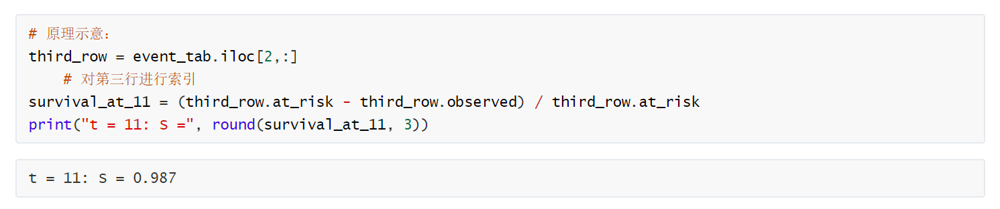 # 原理示意：
third_row = event_tab.iloc[2,:]
# 对第三行进行索引
survival_at_11 = (third_row.at_risk - third_row.observed) / third_row.at_risk
print("t = 11: S =", round(survival_at_11, 3))
t = 11: S = 0.987